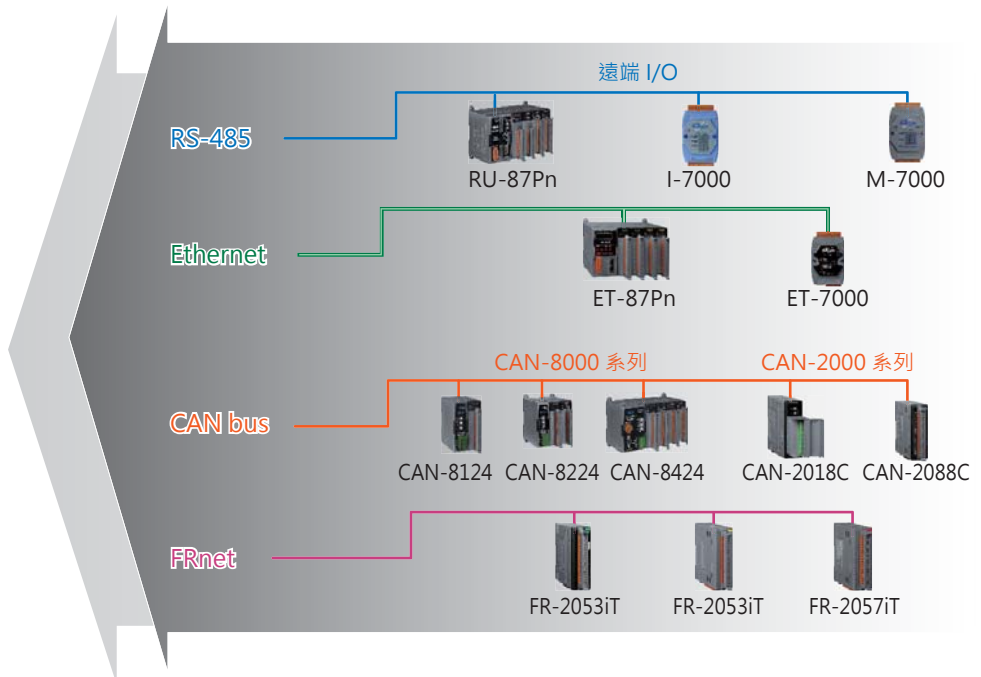 遠端 I/O
RS-485
RU-87Pn
I-7000
M-7000
Ethernet
ET-87Pn
ET-7000
CAN-8000 系列
CAN-2000 系列
CAN bus
CAN-8124
CAN-8224
CAN-8424
CAN-2018C
CAN-2088C
FRnet
FR-2053iT
FR-2053iT
FR-2057iT